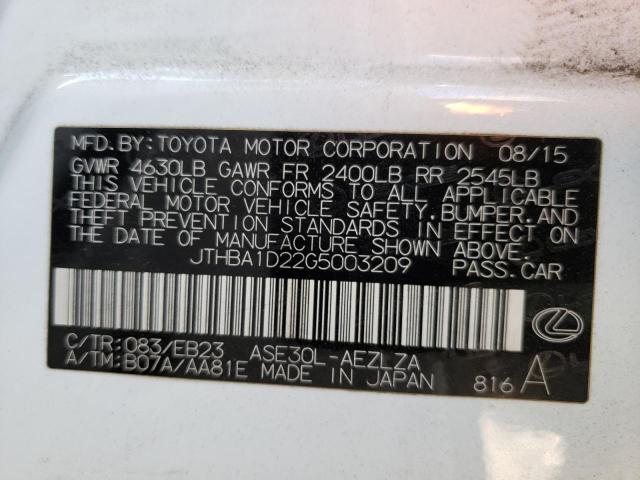 MFD.BY:TOYOTA MOTOR CORPORATION 08/15
GVWR 4630LB GAWR FR 2400LB RR 2545LB
THIS VEHICLE CONFORMS TO ALL APPLICABLE
FEDERAL MOTOR VEHICLE SAFETY,BUMPER,AND
THEFT PREVENTION STANDARDS IN EFFECT ON
THE DATE OF MANUFACTURE SHOWN ABOVE.
JTHBA1D22G5003209 PASS.CAR
C/TR:083/EB23 ASE30L-AEZLZA
A/TM:B07A/AA81E MADE IN JAPAN 816 A